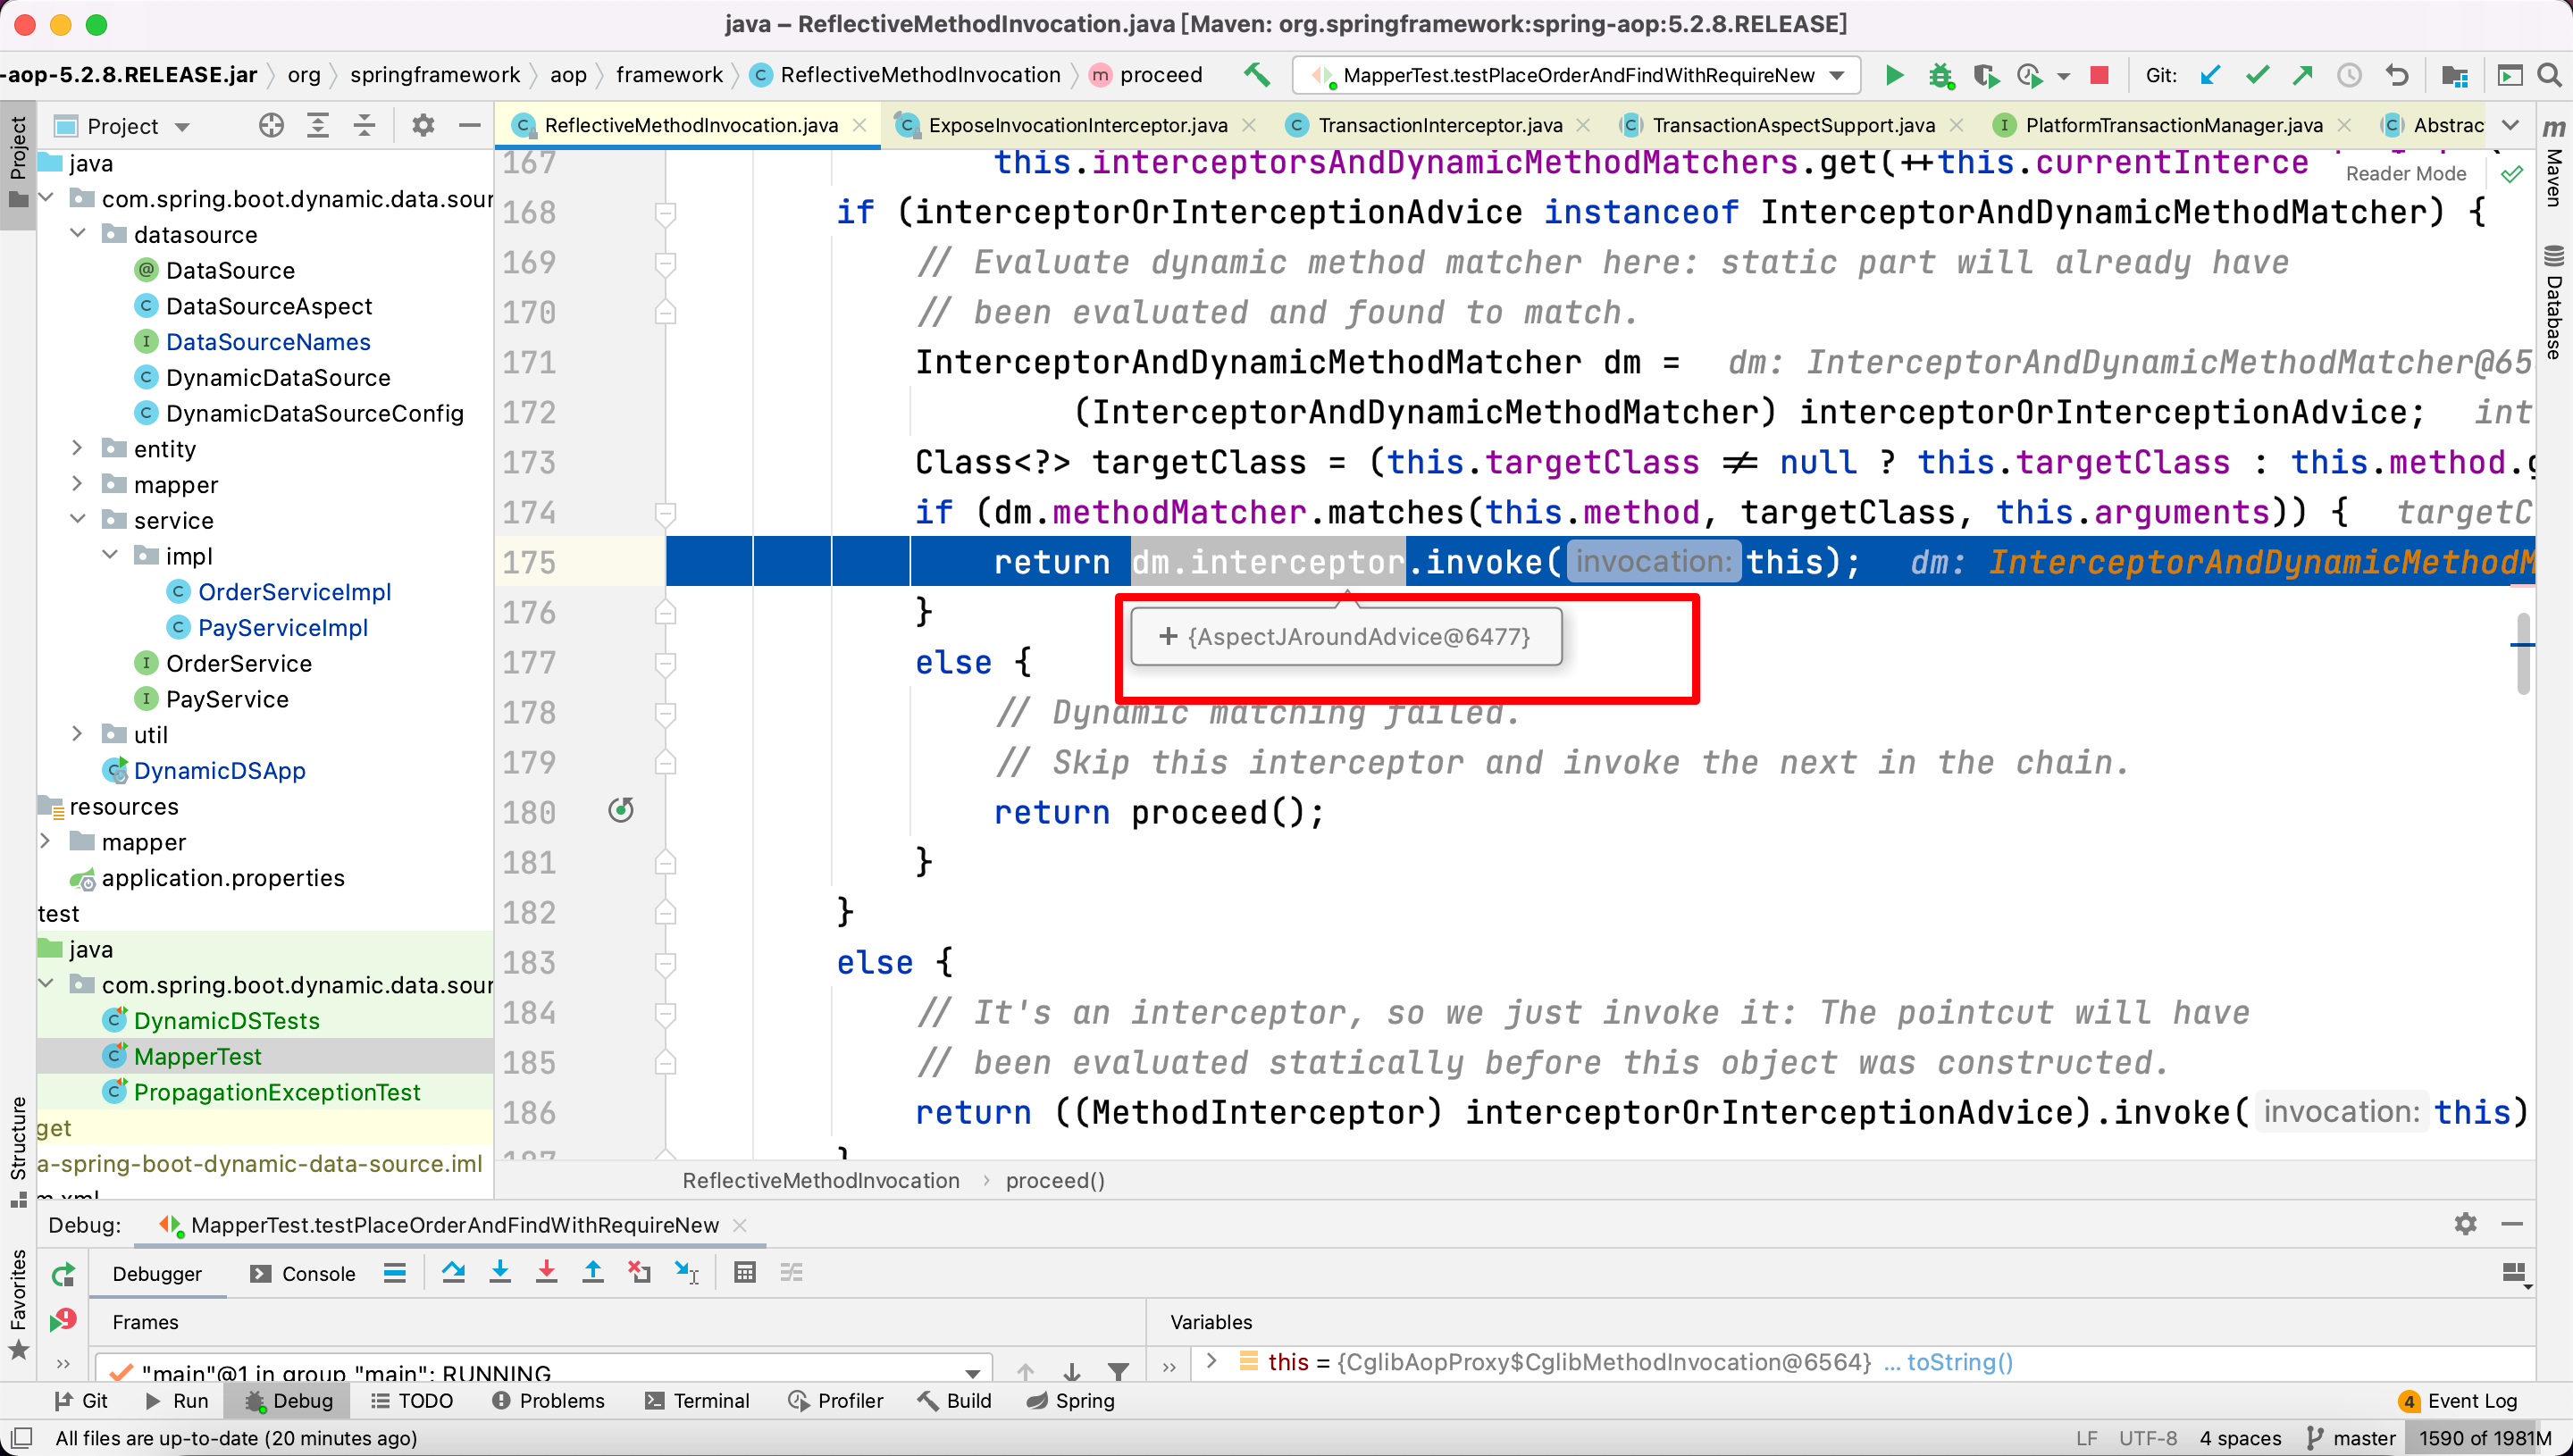 java – ReflectiveMethodInvocation.java [Maven: org.springframework:spring-aop:5.2.8.RELEASE]
-aop-5.2.8.RELEASE.jar org springframework aop framework ReflectiveMethodInvocation proceed MapperTest.testPlaceOrderAndFindWithRequireNew Git:
Project
ReflectiveMethodInvocation.java ExposeInvocationInterceptor.java TransactionInterceptor.java TransactionAspectSupport.java PlatformTransactionManager.java Abstrac
Project
Structure
Favorites
Maven
Database
java
com.spring.boot.dynamic.data.sour
datasource
DataSource
DataSourceAspect
DataSourceNames
DynamicDataSource
DynamicDataSourceConfig
entity
mapper
service
impl
OrderServiceImpl
PayServiceImpl
OrderService
PayService
util
DynamicDSApp
resources
mapper
application.properties
test
java
com.spring.boot.dynamic.data.sour
DynamicDSTests
MapperTest
PropagationExceptionTest
get
a-spring-boot-dynamic-data-source.iml
m.xml
Reader Mode
167 this.interceptorsAndDynamicMethodMatchers.get(++this.currentInterce
168 if (interceptorOrInterceptionAdvice instanceof InterceptorAndDynamicMethodMatcher) {
169 // Evaluate dynamic method matcher here: static part will already have
170 // been evaluated and found to match.
171 InterceptorAndDynamicMethodMatcher dm = dm: InterceptorAndDynamicMethodMatcher@65
172 (InterceptorAndDynamicMethodMatcher) interceptorOrInterceptionAdvice; int
173 Class<?> targetClass = (this.targetClass != null ? this.targetClass : this.method.g
174 if (dm.methodMatcher.matches(this.method, targetClass, this.arguments)) { targetC
175 return dm.interceptor.invoke( invocation: this); dm: InterceptorAndDynamicMethodM
176 }
+ {AspectJAroundAdvice@6477}
177 else {
178 // Dynamic matching failed.
179 // Skip this interceptor and invoke the next in the chain.
180 return proceed();
181 }
182 }
183 else {
184 // It's an interceptor, so we just invoke it: The pointcut will have
185 // been evaluated statically before this object was constructed.
186 return ((MethodInterceptor) interceptorOrInterceptionAdvice).invoke( invocation: this)
187 }
ReflectiveMethodInvocation › proceed()
Debug: MapperTest.testPlaceOrderAndFindWithRequireNew
Debugger Console
Frames Variables
"main"@1 in group "main": RUNNING
this = {CglibAopProxy$CglibMethodInvocation@6564} ... toString()
Git Run Debug TODO Problems Terminal Profiler Build Spring 4 Event Log
All files are up-to-date (20 minutes ago) LF UTF-8 4 spaces master 1590 of 1981M